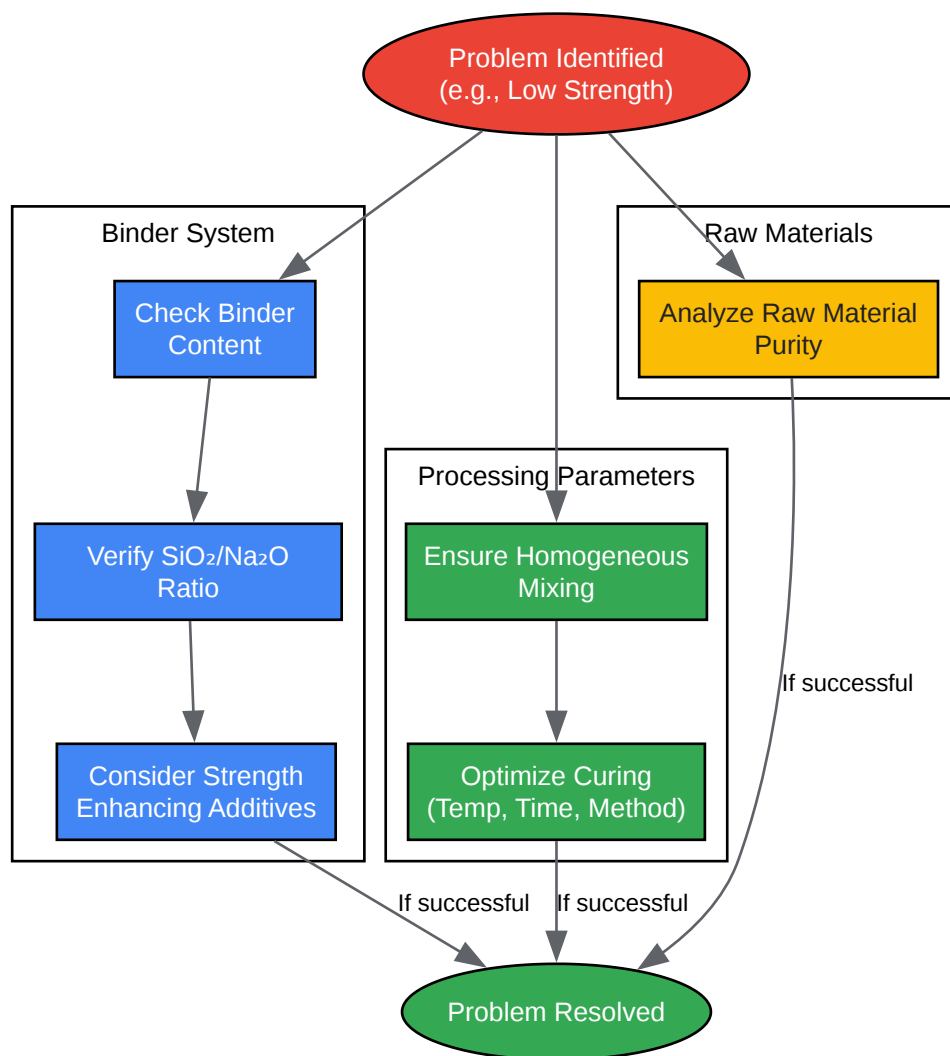 Problem Identified
(e.g., Low Strength)
Binder System
Raw Materials
Check Binder
Content
Analyze Raw Material
Purity
Processing Parameters
Verify SiO₂/Na₂O
Ratio
Ensure Homogeneous
Mixing
If successful
Consider Strength
Enhancing Additives
Optimize Curing
(Temp, Time, Method)
If successful
If successful
Problem Resolved